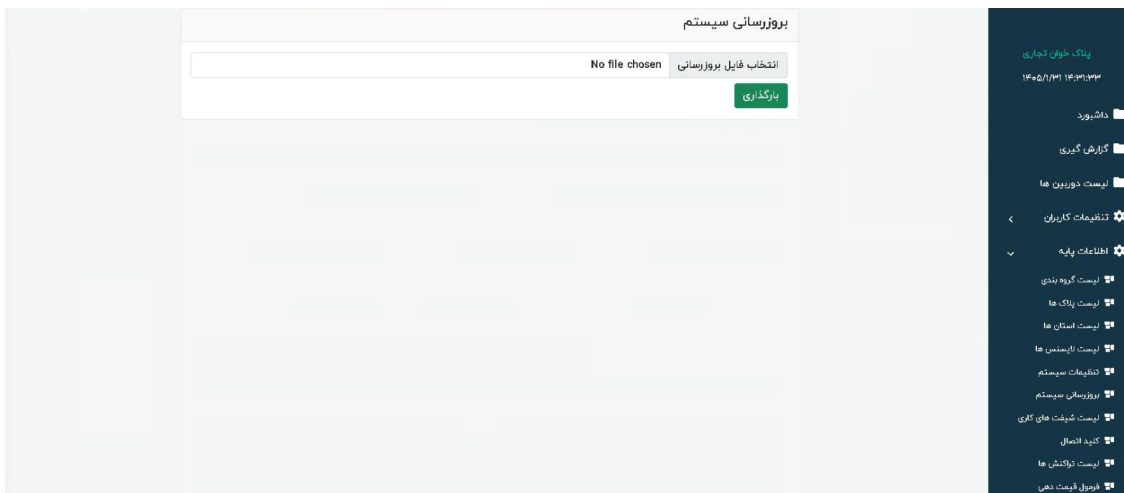 بروزرسانی سیستم
انتخاب فایل بروزرسانی No file chosen
بارگذاری
پلاک خوان تجاری
۱۴۰۵/۱/۳۱ ۱۴:۳۱:۳۳
داشبورد
گزارش گیری
لیست دوربین ها
تنظیمات کاربران
اطلاعات پایه
لیست گروه بندی
لیست پلاک ها
لیست استان ها
لیست لایسنس ها
تنظیمات سیستم
بروزرسانی سیستم
لیست شیفت های کاری
کلید اتصال
لیست تراکنش ها
فرمول قیمت دهی